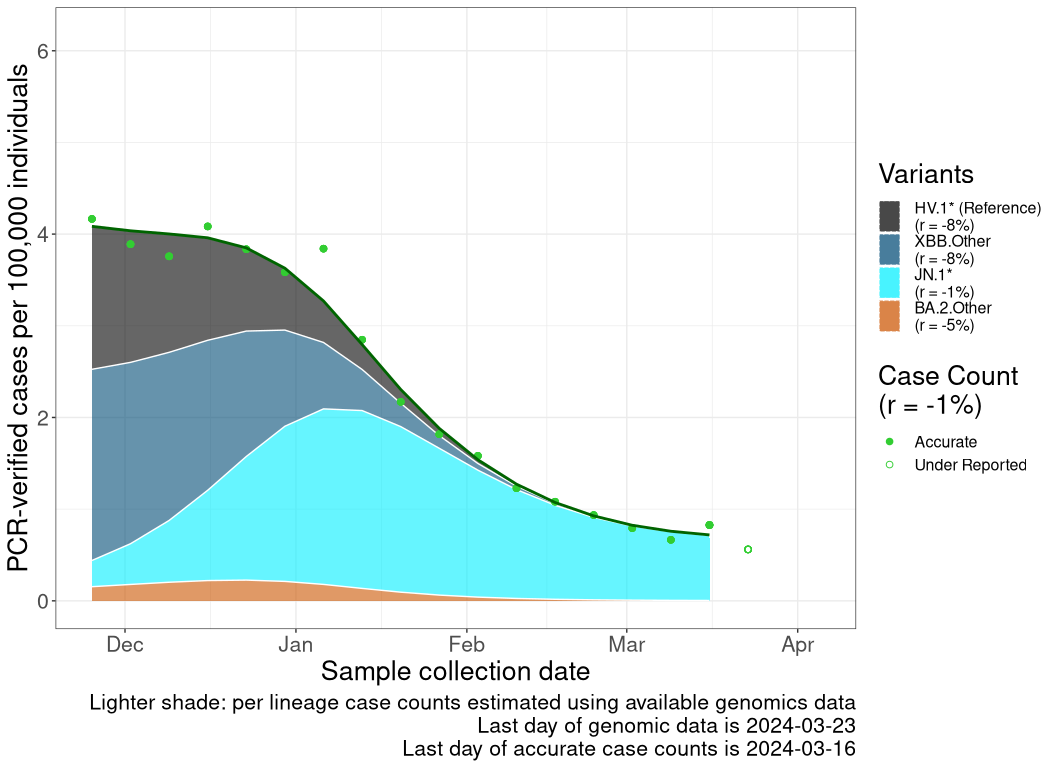 PCR-verified cases per 100,000 individuals
6
4
2
0
Dec
Jan
Feb
Mar
Apr
Sample collection date
Variants
HV.1* (Reference)
(r = -8%)
XBB.Other
(r = -8%)
JN.1*
(r = -1%)
BA.2.Other
(r = -5%)
Case Count
(r = -1%)
Accurate
Under Reported
Lighter shade: per lineage case counts estimated using available genomics data
Last day of genomic data is 2024-03-23
Last day of accurate case counts is 2024-03-16